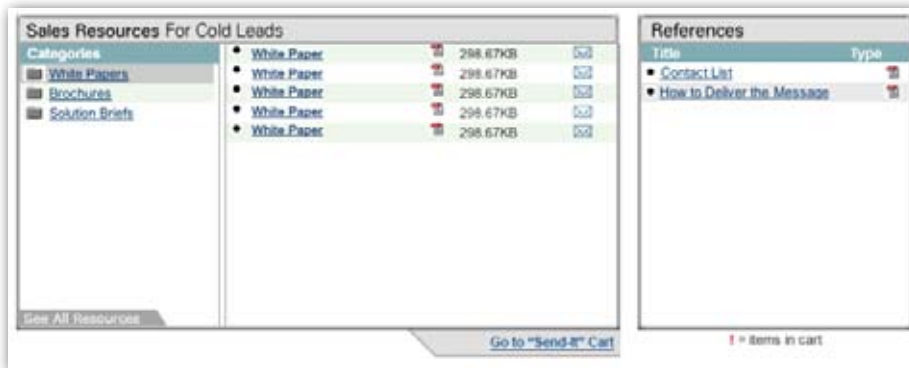 Sales Resources For Cold Leads
Categories
White Papers
Brochures
Solution Briefs
White Paper 298.67KB
White Paper 298.67KB
White Paper 298.67KB
White Paper 298.67KB
White Paper 298.67KB
See All Resources
Go to "Send-It" Cart
References
Title Type
Contact List
How to Deliver the Message
! = items in cart